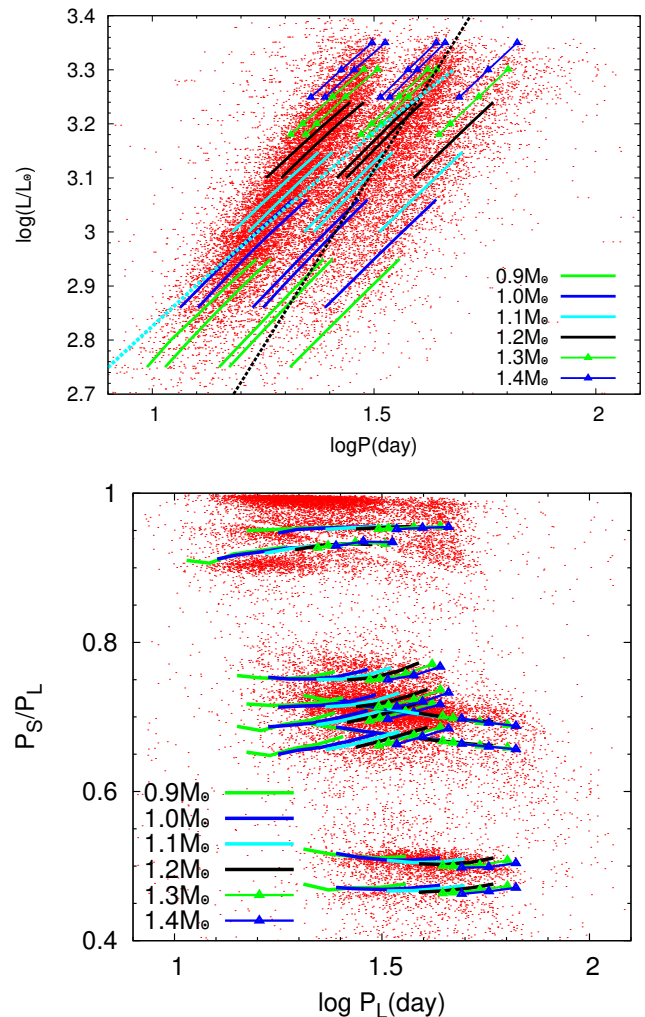 3.4
3.3
3.2
3.1
3
2.9
2.8
2.7
log(L/L⊙)
0.9M⊙
1.0M⊙
1.1M⊙
1.2M⊙
1.3M⊙
1.4M⊙
1 1.5 2
logP(day)
1
0.8
0.6
0.4
P_S/P_L
0.9M⊙
1.0M⊙
1.1M⊙
1.2M⊙
1.3M⊙
1.4M⊙
1 1.5 2
log P_L(day)